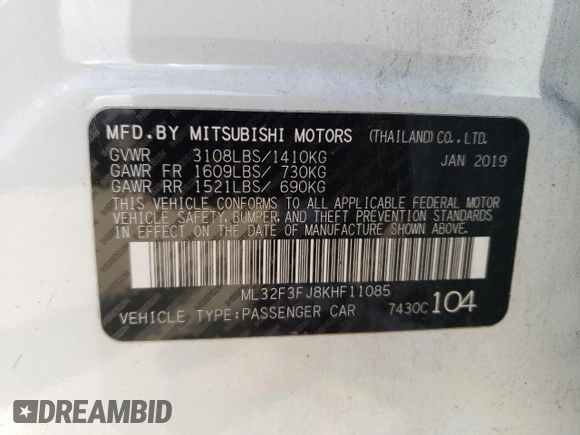 MFD.BY MITSUBISHI MOTORS (THAILAND)CO.,LTD.
GVWR 3108LBS/1410KG JAN 2019
GAWR FR 1609LBS/ 730KG
GAWR RR 1521LBS/ 690KG
THIS VEHICLE CONFORMS TO ALL APPLICABLE FEDERAL MOTOR
VEHICLE SAFETY, BUMPER, AND THEFT PREVENTION STANDARDS
IN EFFECT ON THE DATE OF MANUFACTURE SHOWN ABOVE.
ML32F3FJ8KHF11085
VEHICLE TYPE:PASSENGER CAR 7430C 104
DREAMBID